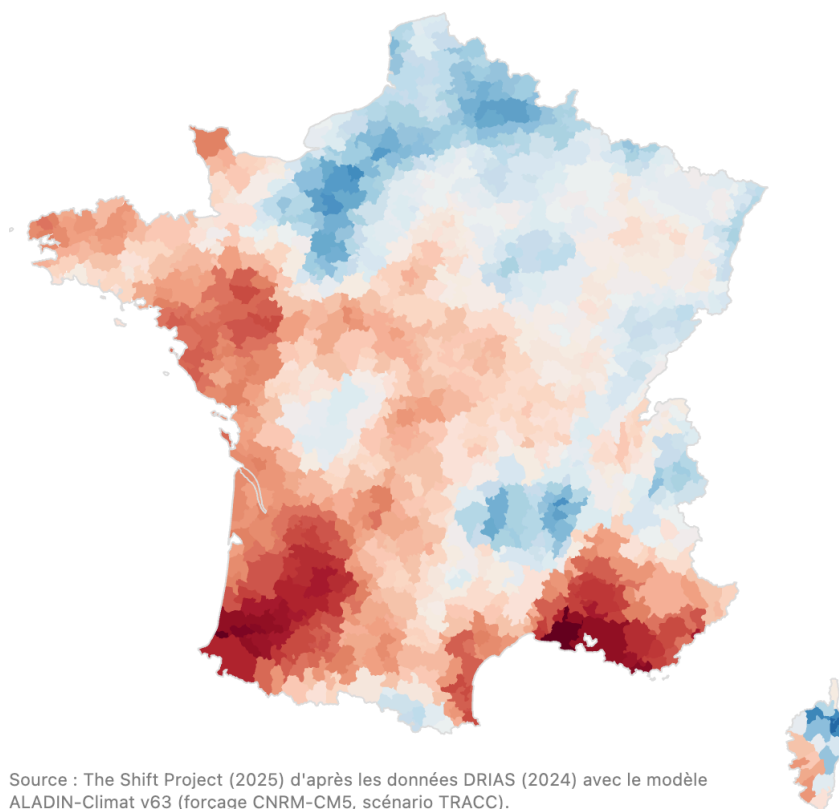 Source : The Shift Project (2025) d'après les données DRIAS (2024) avec le modèle
ALADIN-Climat v63 (forçage CNRM-CM5, scénario TRACC).